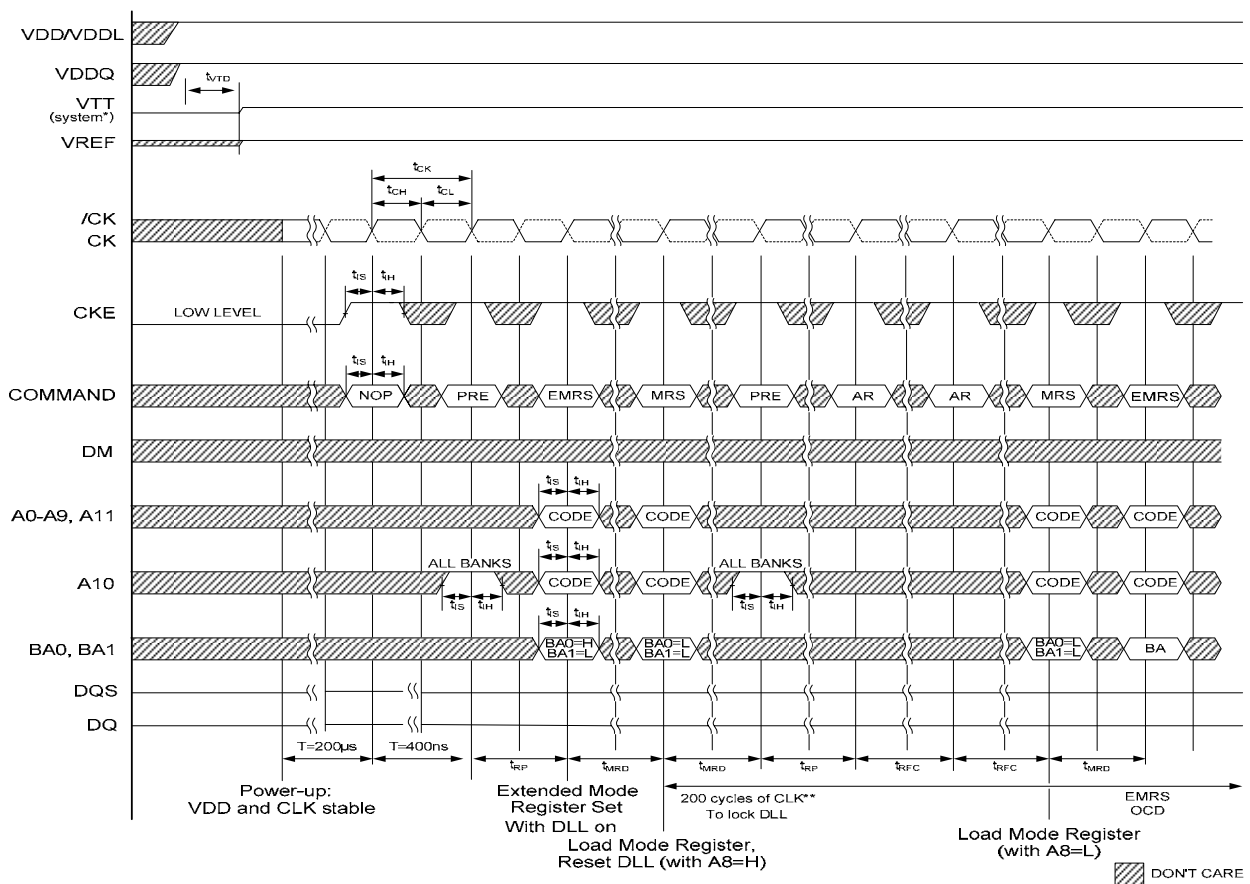 VDD/VDDL
VDDQ
tVTD
VTT
(system*)
VREF
tCK
tCH tCL
/CK
CK
tIS tIH
CKE
LOW LEVEL
tIS tIH
COMMAND
NOP PRE EMRS MRS PRE AR AR MRS EMRS
DM
tIS tIH
A0-A9, A11
CODE CODE CODE CODE
tIS tIH
ALL BANKS ALL BANKS
A10
CODE CODE CODE CODE
tIS tIH tIS tIH
tIS tIH
BA0, BA1
BA0=H BA0=L BA0=L
BA1=L BA1=L BA1=L
BA
DQS
DQ
T=200µs T=400ns
tRP tMRD tMRD tRP tRFC tRFC tMRD
Power-up:
VDD and CLK stable
Extended Mode
Register Set
With DLL on
200 cycles of CLK**
To lock DLL
EMRS
OCD
Load Mode Register,
Reset DLL (with A8=H)
Load Mode Register
(with A8=L)
DON'T CARE